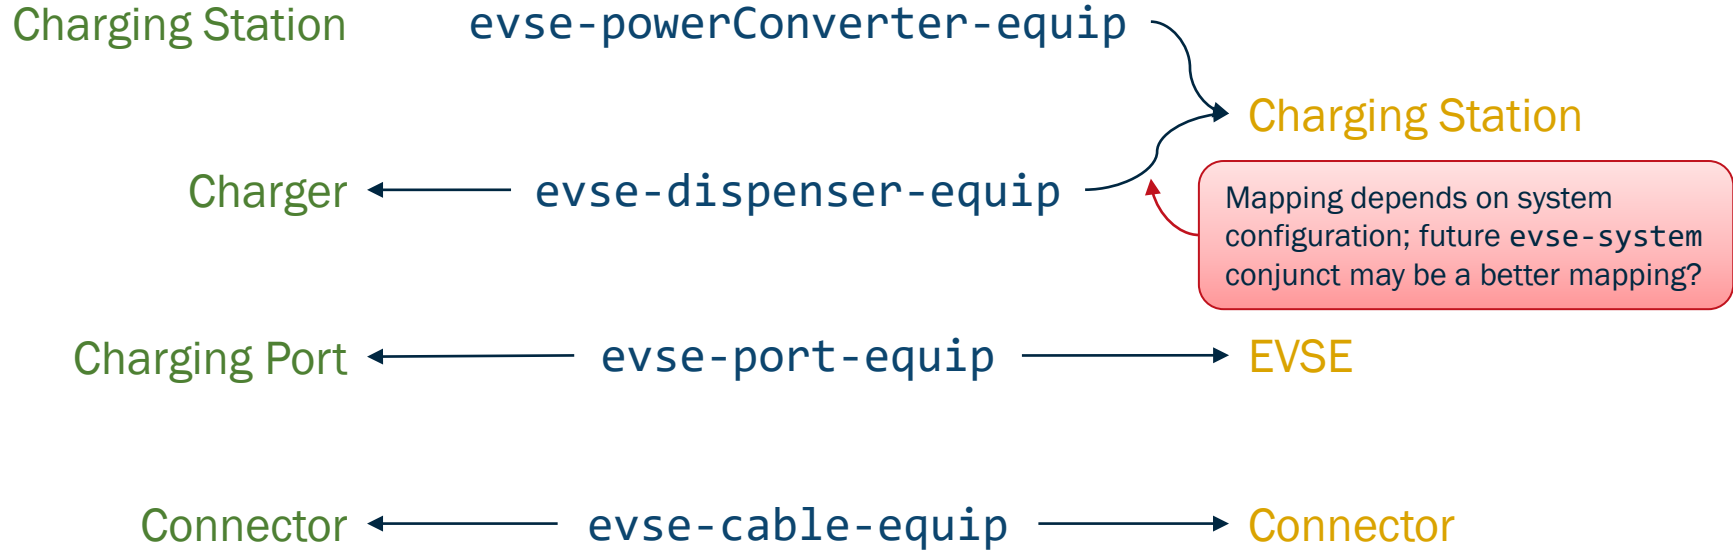 Charging Station evse-powerConverter-equip
Charging Station
Charger evse-dispenser-equip
Mapping depends on system
configuration; future evse-system
conjunct may be a better mapping?
Charging Port evse-port-equip EVSE
Connector evse-cable-equip Connector